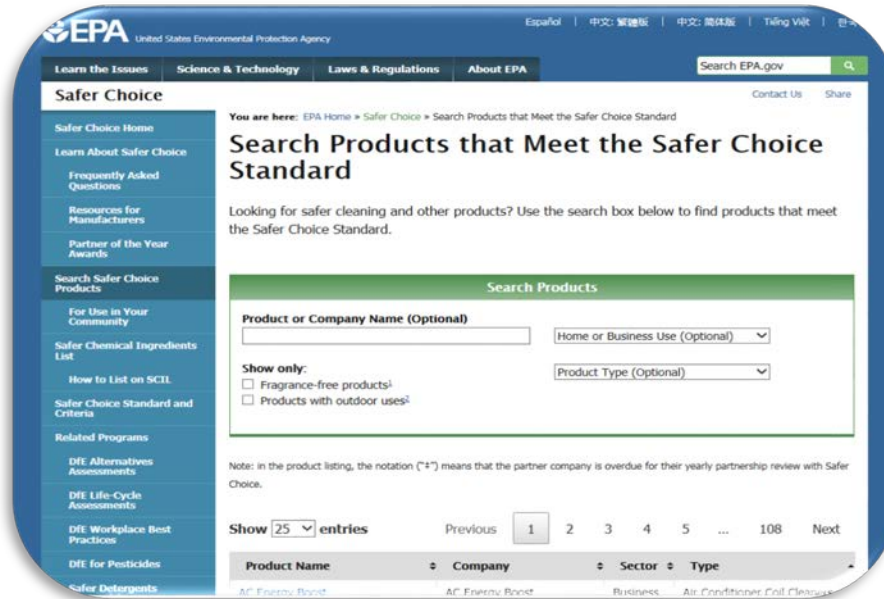 Español | 中文: 繁體版 | 中文: 简体版 | Tiếng Việt |
EPA United States Environmental Protection Agency
Learn the Issues Science & Technology Laws & Regulations About EPA Search EPA.gov
Safer Choice Contact Us Share
You are here: EPA Home » Safer Choice » Search Products that Meet the Safer Choice Standard
Search Products that Meet the Safer Choice
Standard
Looking for safer cleaning and other products? Use the search box below to find products that meet
the Safer Choice Standard.
Safer Choice Home
Learn About Safer Choice
Frequently Asked
Questions
Resources for
Manufacturers
Partner of the Year
Awards
Search Safer Choice
Products
For Use in Your
Community
Safer Chemical Ingredients
List
How to List on SCIL
Safer Choice Standard and
Criteria
Related Programs
DfE Alternatives
Assessments
DfE Life-Cycle
Assessments
DfE Workplace Best
Practices
DfE for Pesticides
Safer Detergents
Search Products
Product or Company Name (Optional)
Home or Business Use (Optional)
Show only:
Product Type (Optional)
Fragrance-free products1
Products with outdoor uses2
Note: in the product listing, the notation ("‡") means that the partner company is overdue for their yearly partnership review with Safer
Choice.
Show 25 entries Previous 1 2 3 4 5 ... 108 Next
Product Name Company Sector Type
AC Energy Boost AC Energy Boost Business Air Conditioner Coil Cleaners